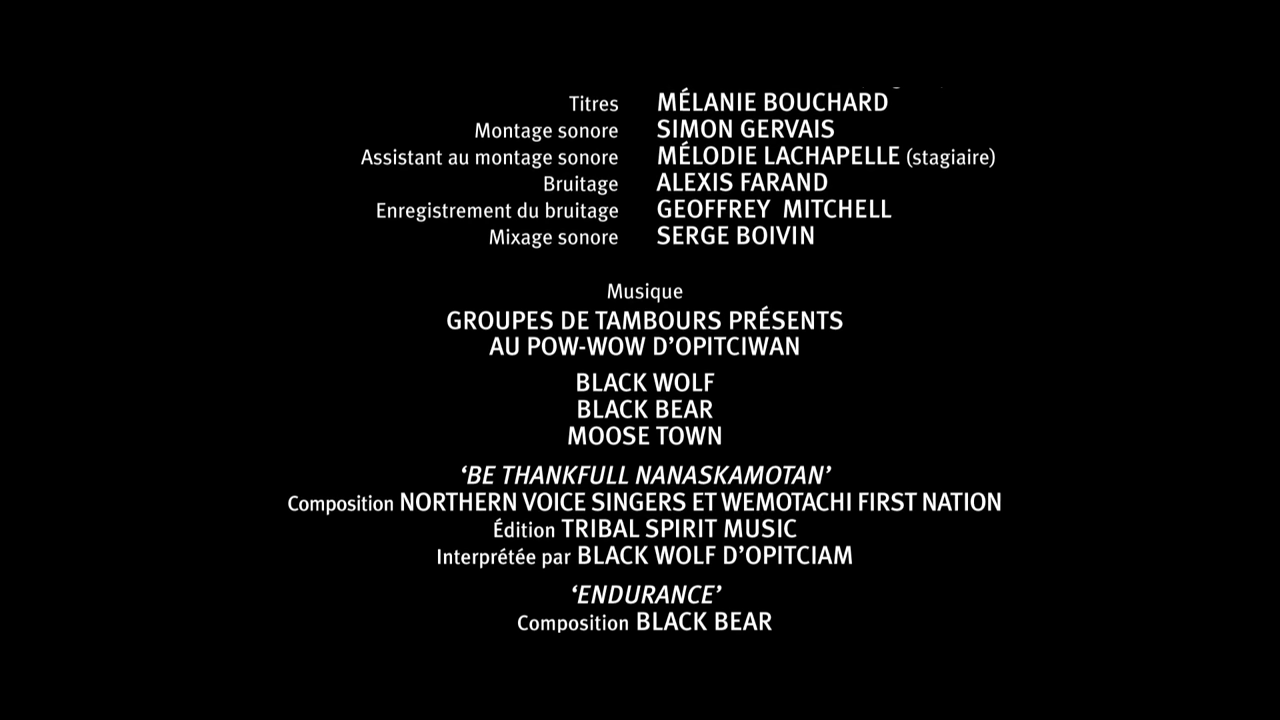 Titres MÉLANIE BOUCHARD
Montage sonore SIMON GERVAIS
Assistant au montage sonore MÉLODIE LACHAPELLE (stagiaire)
Bruitage ALEXIS FARAND
Enregistrement du bruitage GEOFFREY MITCHELL
Mixage sonore SERGE BOIVIN
Musique
GROUPES DE TAMBOURS PRÉSENTS
AU POW-WOW D'OPITCIWAN
BLACK WOLF
BLACK BEAR
MOOSE TOWN
‘BE THANKFULL NANASKAMOTAN’
Composition NORTHERN VOICE SINGERS ET WEMOTACHI FIRST NATION
Édition TRIBAL SPIRIT MUSIC
Interprétée par BLACK WOLF D’OPITCIAM
‘ENDURANCE’
Composition BLACK BEAR